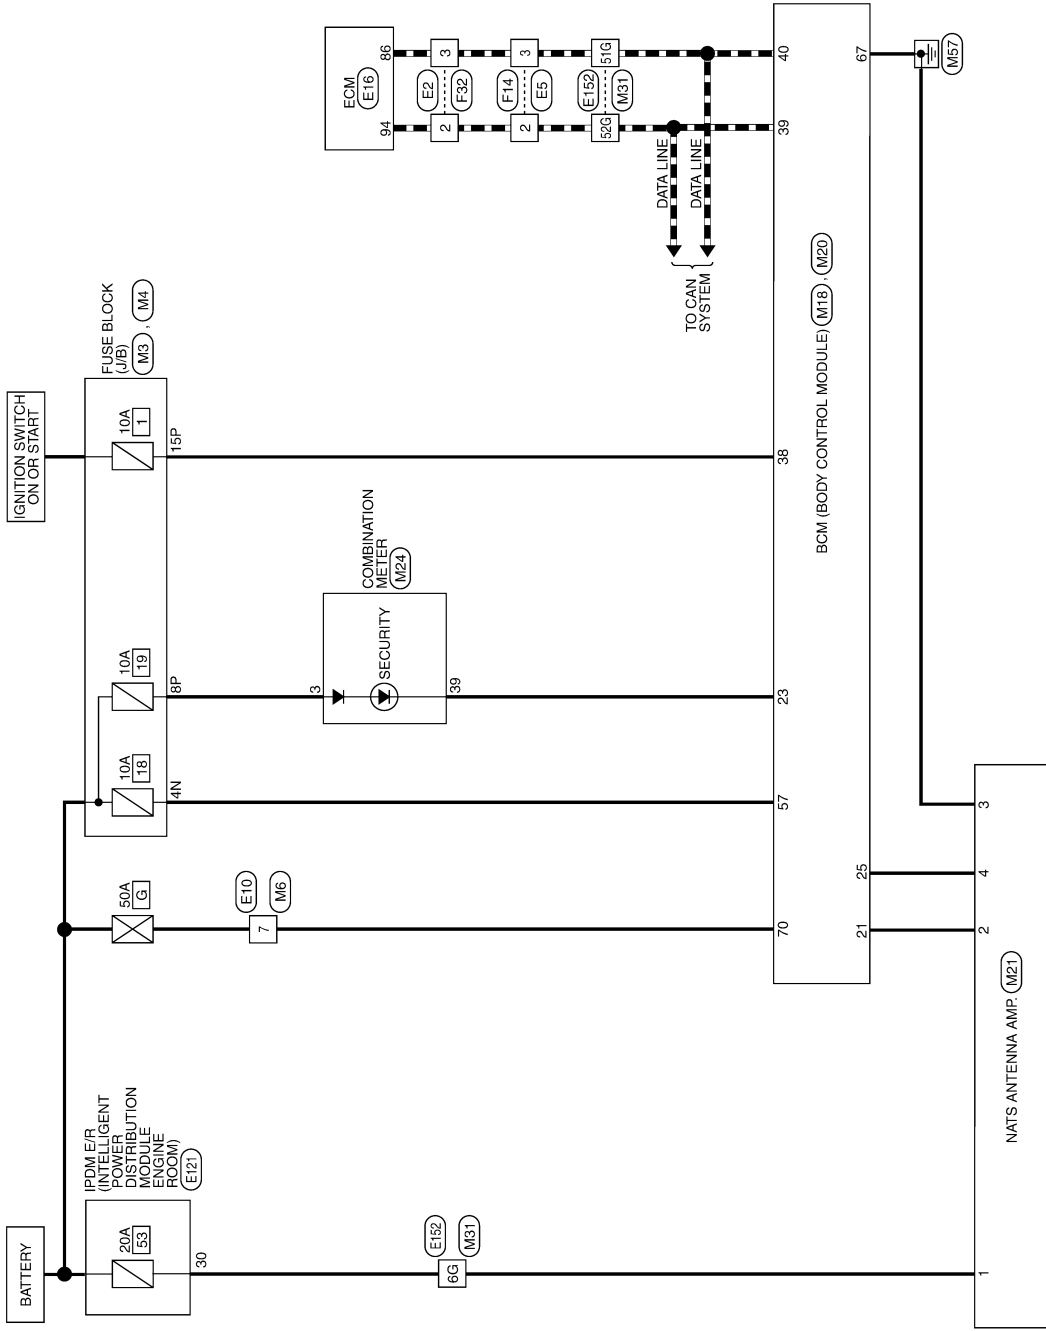 BATTERY
IPDM E/R
(INTELLIGENT
POWER
DISTRIBUTION
MODULE
ENGINE
ROOM)
E121
20A
53
30
E152
M31
6G
1
50A
G
E10
M6
7
70
IGNITION SWITCH
ON OR START
FUSE BLOCK
(J/B)
M3 , M4
10A
18
4N
57
10A
19
8P
3
COMBINATION
METER
M24
SECURITY
39
23
10A
1
15P
38
ECM
E16
94
86
2
3
E2
F32
2
3
F14
E5
52G
51G
E152
M31
DATA LINE
DATA LINE
TO CAN
SYSTEM
39
40
BCM (BODY CONTROL MODULE) M18 , M20
21
25
67
M57
2
4
3
NATS ANTENNA AMP. M21